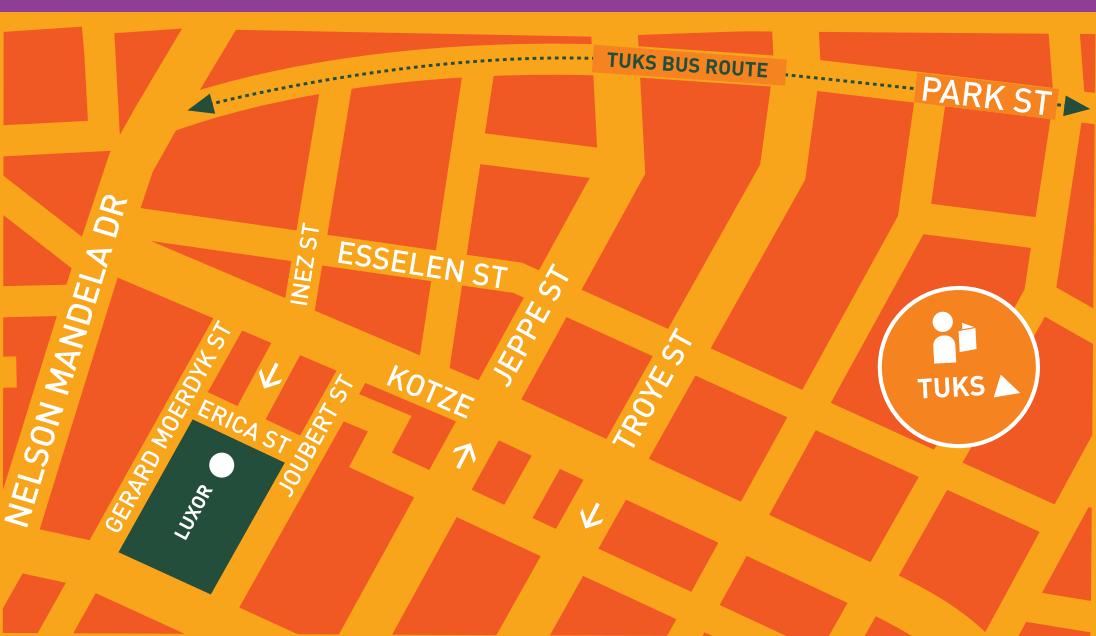 TUKS BUS ROUTE
PARK ST
NELSON MANDELA DR
INEZ ST
ESSELEN ST
JEPPE ST
TROYE ST
KOTZE
GERARD MOERDYK ST
ERICA ST
JOUBERT ST
LUXOR
TUKS